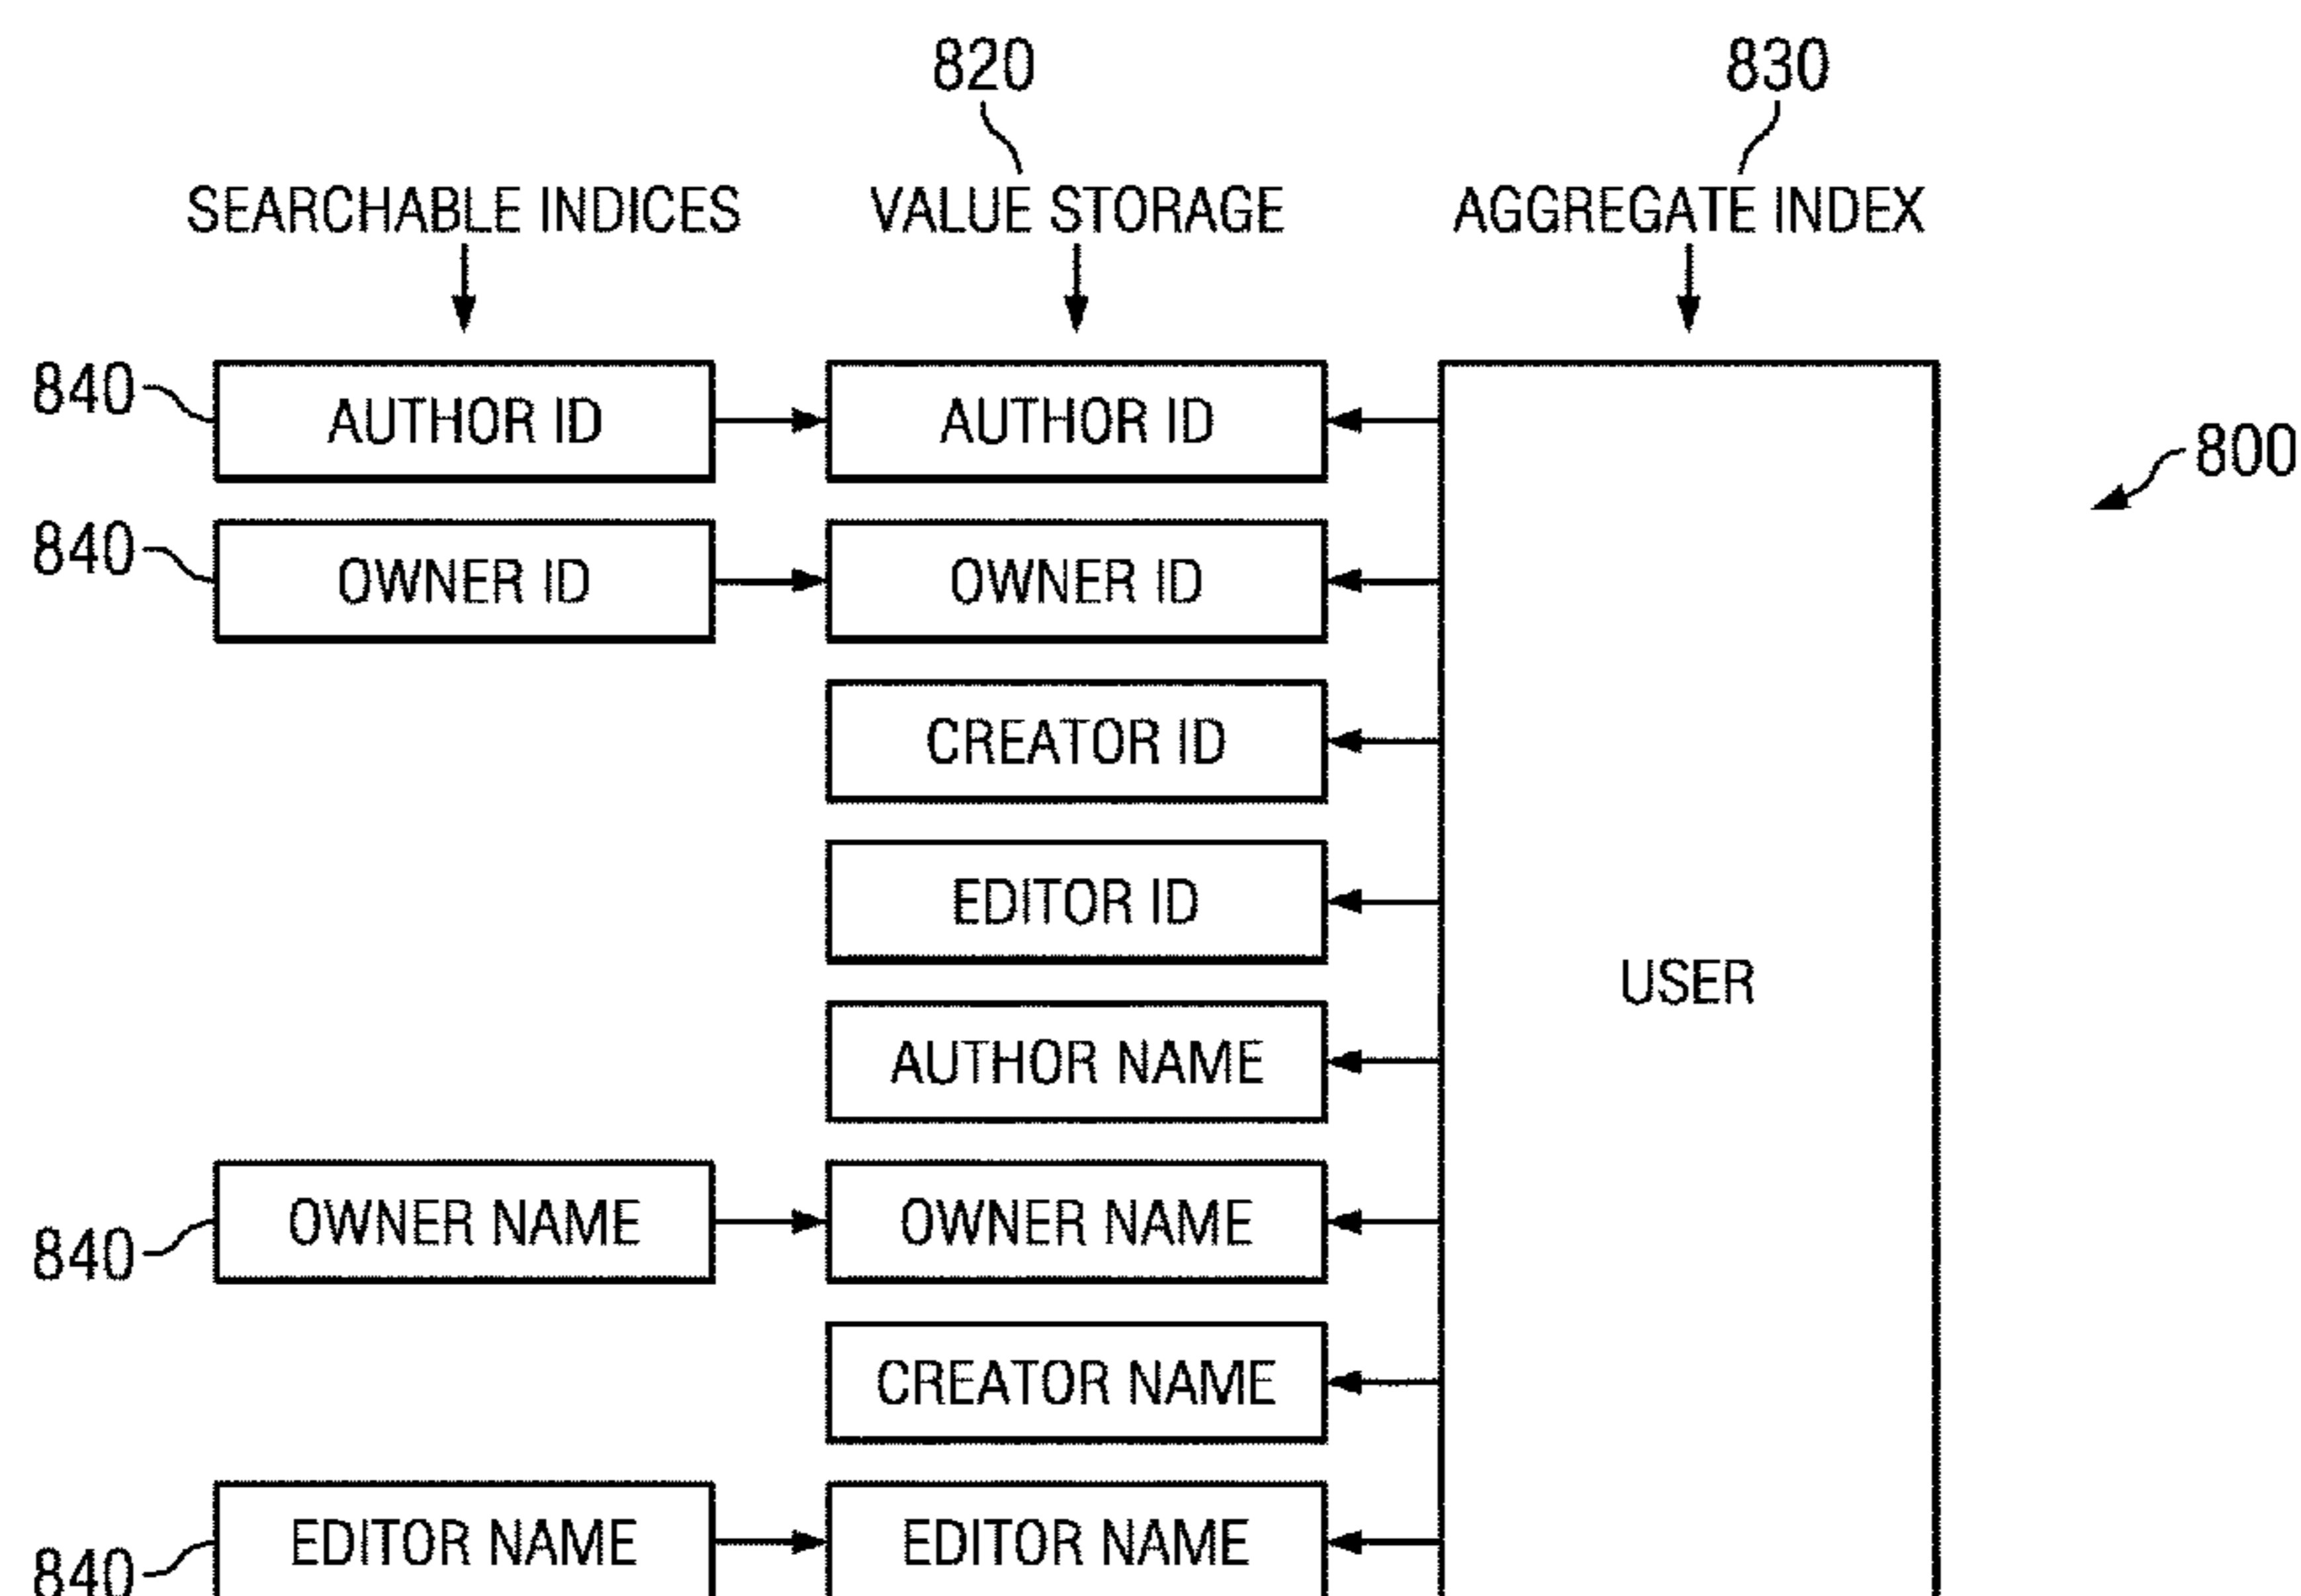 820 830
SEARCHABLE INDICES VALUE STORAGE AGGREGATE INDEX
840 AUTHOR ID AUTHOR ID
800
840 OWNER ID OWNER ID
CREATOR ID
EDITOR ID
USER
AUTHOR NAME
840 OWNER NAME OWNER NAME
CREATOR NAME
840 EDITOR NAME EDITOR NAME